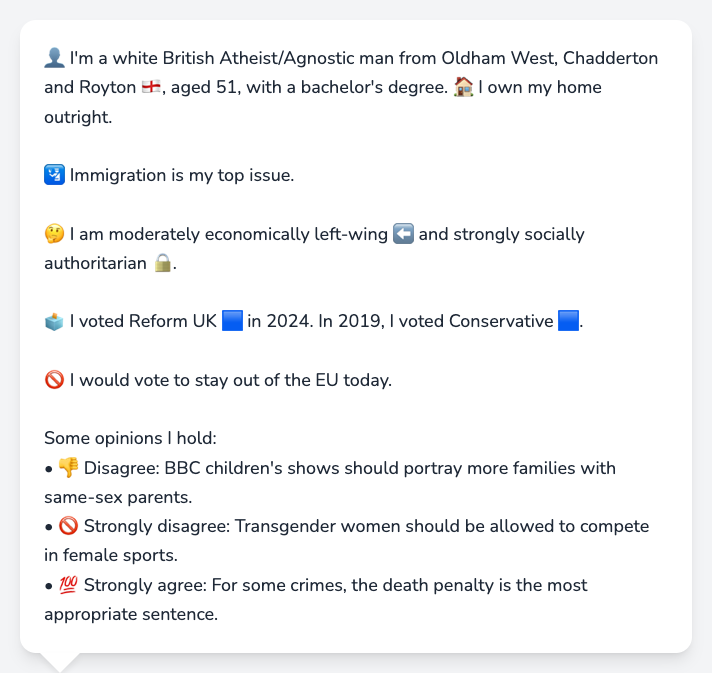 👤 I'm a white British Atheist/Agnostic man from Oldham West, Chadderton
and Royton 🏴󠁧󠁢󠁥󠁮󠁧󠁿, aged 51, with a bachelor's degree. 🏠 I own my home
outright.
🛂 Immigration is my top issue.
🤔 I am moderately economically left-wing ⬅️ and strongly socially
authoritarian 🔒.
🗳️ I voted Reform UK 🟦 in 2024. In 2019, I voted Conservative 🟦.
🚫 I would vote to stay out of the EU today.
Some opinions I hold:
• 👎 Disagree: BBC children's shows should portray more families with
same-sex parents.
• 🚫 Strongly disagree: Transgender women should be allowed to compete
in female sports.
• 💯 Strongly agree: For some crimes, the death penalty is the most
appropriate sentence.